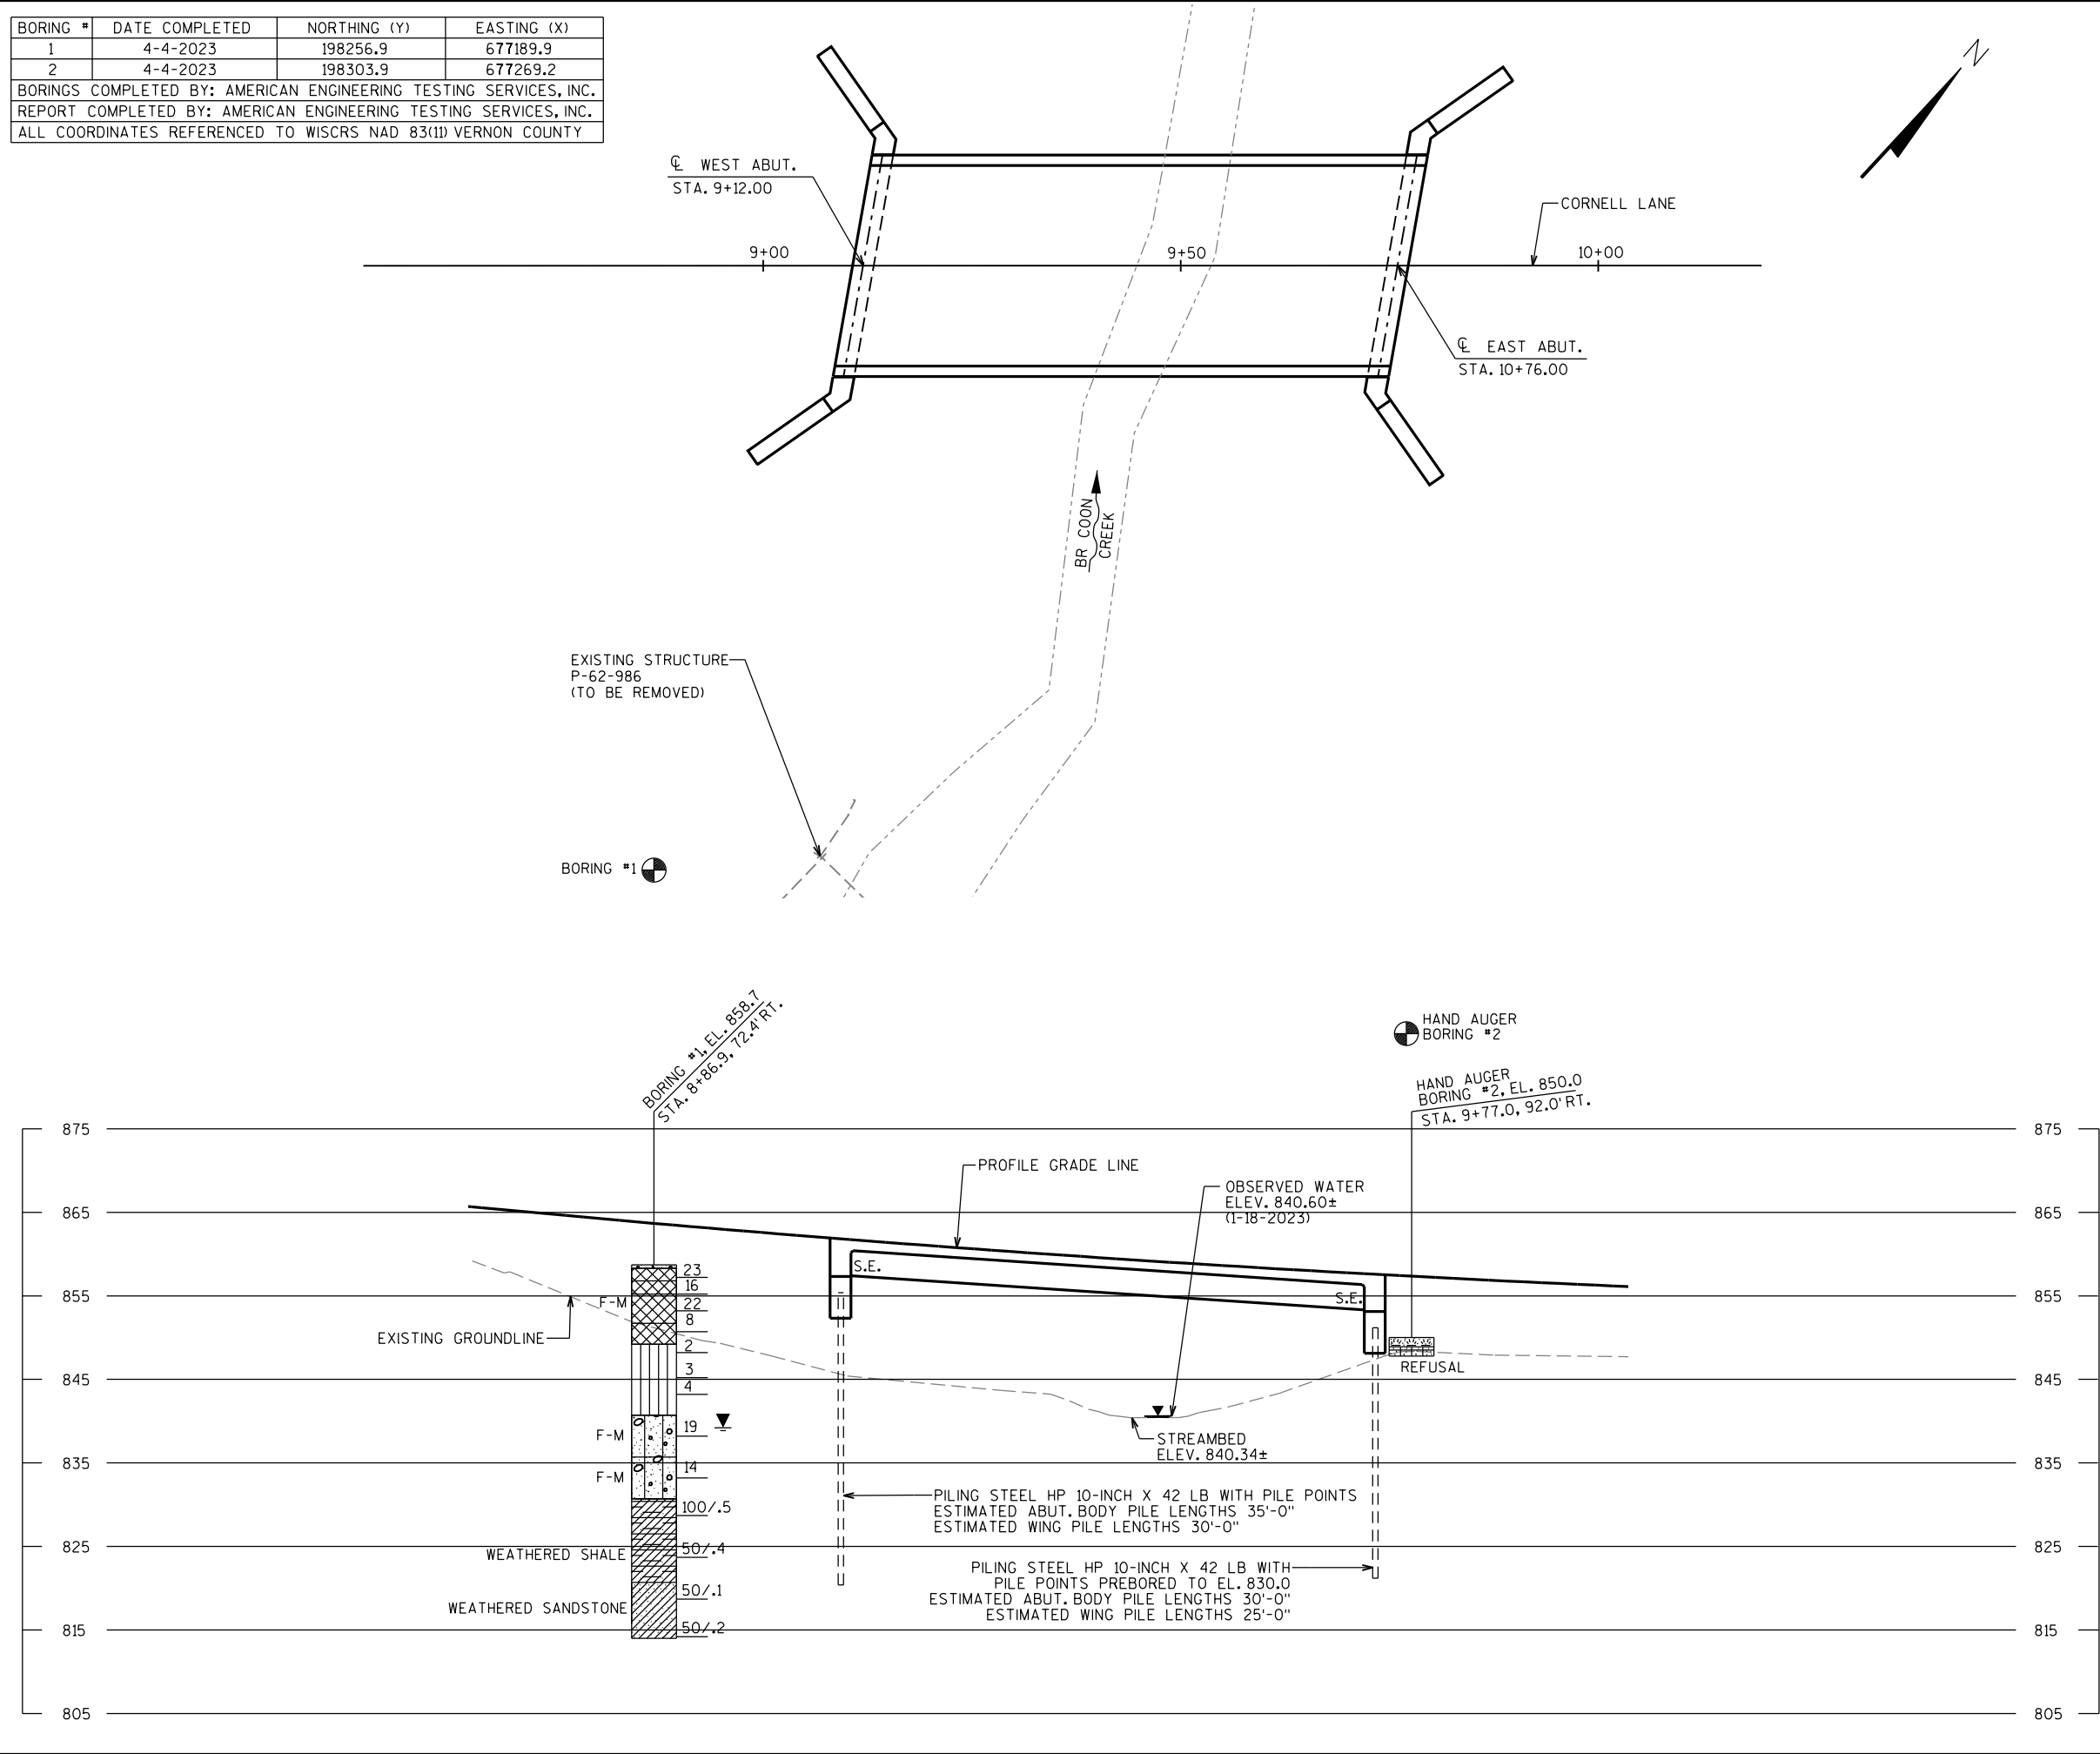 BORING # DATE COMPLETED NORTHING (Y) EASTING (X)
1 4-4-2023 198256.9 677189.9
2 4-4-2023 198303.9 677269.2
BORINGS COMPLETED BY: AMERICAN ENGINEERING TESTING SERVICES, INC.
REPORT COMPLETED BY: AMERICAN ENGINEERING TESTING SERVICES, INC.
ALL COORDINATES REFERENCED TO WISCRS NAD 83(11) VERNON COUNTY
N
℄ WEST ABUT.
STA. 9+12.00
CORNELL LANE
9+00
9+50
10+00
℄ EAST ABUT.
STA. 10+76.00
BR COON
CREEK
EXISTING STRUCTURE
P-62-986
(TO BE REMOVED)
BORING #1
HAND AUGER
BORING #2
BORING #1, EL. 858.7
STA. 8+86.9, 72.4' RT.
HAND AUGER
BORING #2, EL. 850.0
STA. 9+77.0, 92.0' RT.
875 875
PROFILE GRADE LINE
OBSERVED WATER
ELEV. 840.60±
(1-18-2023)
865 865
S.E.
23
16
855 855
F-M
22
S.E.
8
EXISTING GROUNDLINE
2
REFUSAL
3
845 845
4
19
F-M
STREAMBED
ELEV. 840.34±
835 835
14
F-M
PILING STEEL HP 10-INCH X 42 LB WITH PILE POINTS
ESTIMATED ABUT. BODY PILE LENGTHS 35'-0"
ESTIMATED WING PILE LENGTHS 30'-0"
100/.5
825 825
50/.4
WEATHERED SHALE
PILING STEEL HP 10-INCH X 42 LB WITH
PILE POINTS PREBORED TO EL. 830.0
ESTIMATED ABUT. BODY PILE LENGTHS 30'-0"
ESTIMATED WING PILE LENGTHS 25'-0"
50/.1
WEATHERED SANDSTONE
50/.2
815 815
805 805